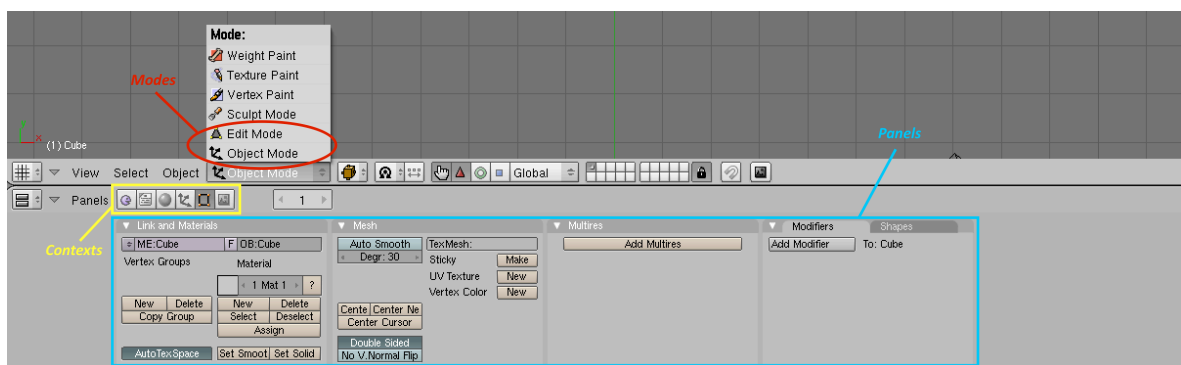 Mode:
Weight Paint
Texture Paint
Vertex Paint
Sculpt Mode
Edit Mode
Object Mode
Modes
Panels
x
(1) Cube
View Select Object Object Mode Global
Panels 1
Contexts
Link and Materials
ME:Cube F OB:Cube
Vertex Groups Material
1 Mat 1 ?
New Delete New Delete
Copy Group Select Deselect
Assign
AutoTexSpace Set Smoot Set Solid
Mesh
Auto Smooth TexMesh:
Degr: 30 Sticky Make
UV Texture New
Vertex Color New
Cente Center Ne
Center Cursor
Double Sided
No V.Normal Flip
Multires
Add Multires
Modifiers Shapes
Add Modifier To: Cube